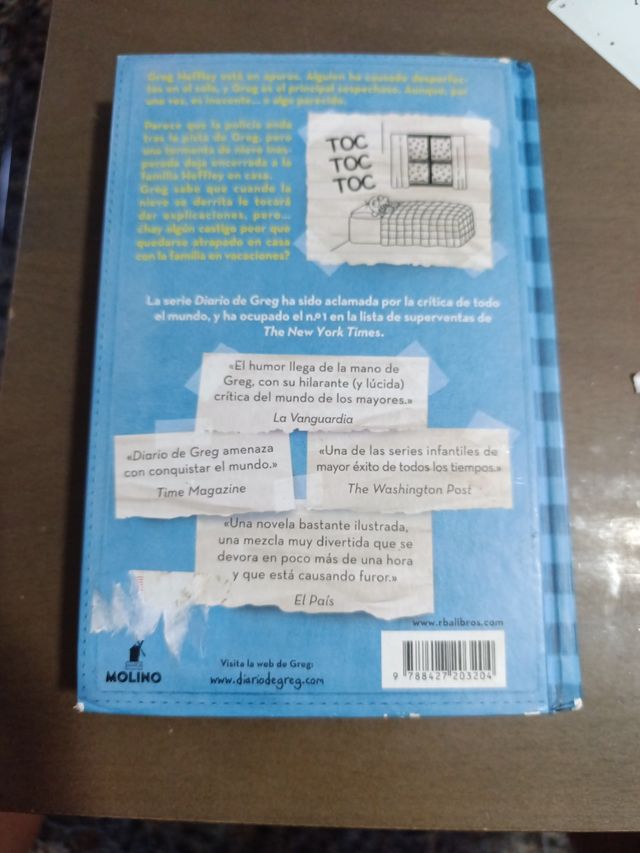 Greg Heffley está en apuros. Alguien ha causado desperfec-
tos en el cole, y Greg es el principal sospechoso. Aunque, por
una vez, es inocente... o algo parecido.
Parece que la policía anda
tras la pista de Greg, pero
una tormenta de nieve ines-
perada deja encerrada a la
familia Heffley en casa.
Greg sabe que cuando la
nieve se derrita le tocará
dar explicaciones, pero...
¿hay algún castigo peor que
quedarse atrapado en casa
con la familia en vacaciones?
TOC
TOC
TOC
La serie Diario de Greg ha sido aclamada por la crítica de todo
el mundo, y ha ocupado el n.º 1 en la lista de superventas de
The New York Times.
«El humor llega de la mano de
Greg, con su hilarante (y lúcida)
crítica del mundo de los mayores.»
La Vanguardia
«Diario de Greg amenaza
con conquistar el mundo.»
Time Magazine
«Una de las series infantiles de
mayor éxito de todos los tiempos.»
The Washington Post
«Una novela bastante ilustrada,
una mezcla muy divertida que se
devora en poco más de una hora
y que está causando furor.»
El País
www.rbalibros.com
MOLINO
Visita la web de Greg:
www.diariodegreg.com
9 788427 203204